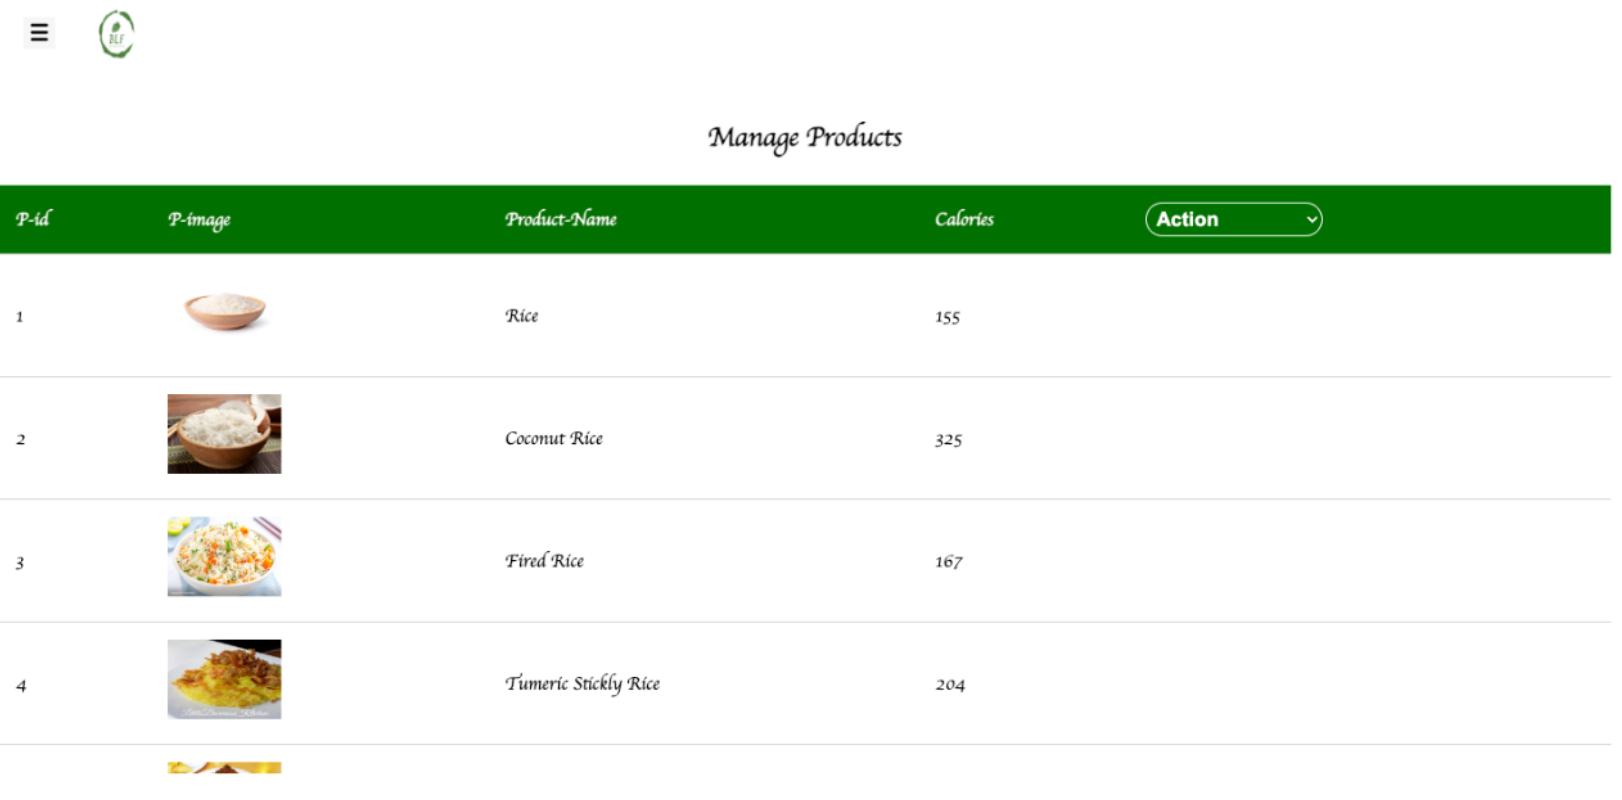 BLF
Manage Products
P-id P-image Product-Name Calories Action
1 Rice 155
2 Coconut Rice 325
3 Fired Rice 167
4 Tumeric Stickly Rice 204